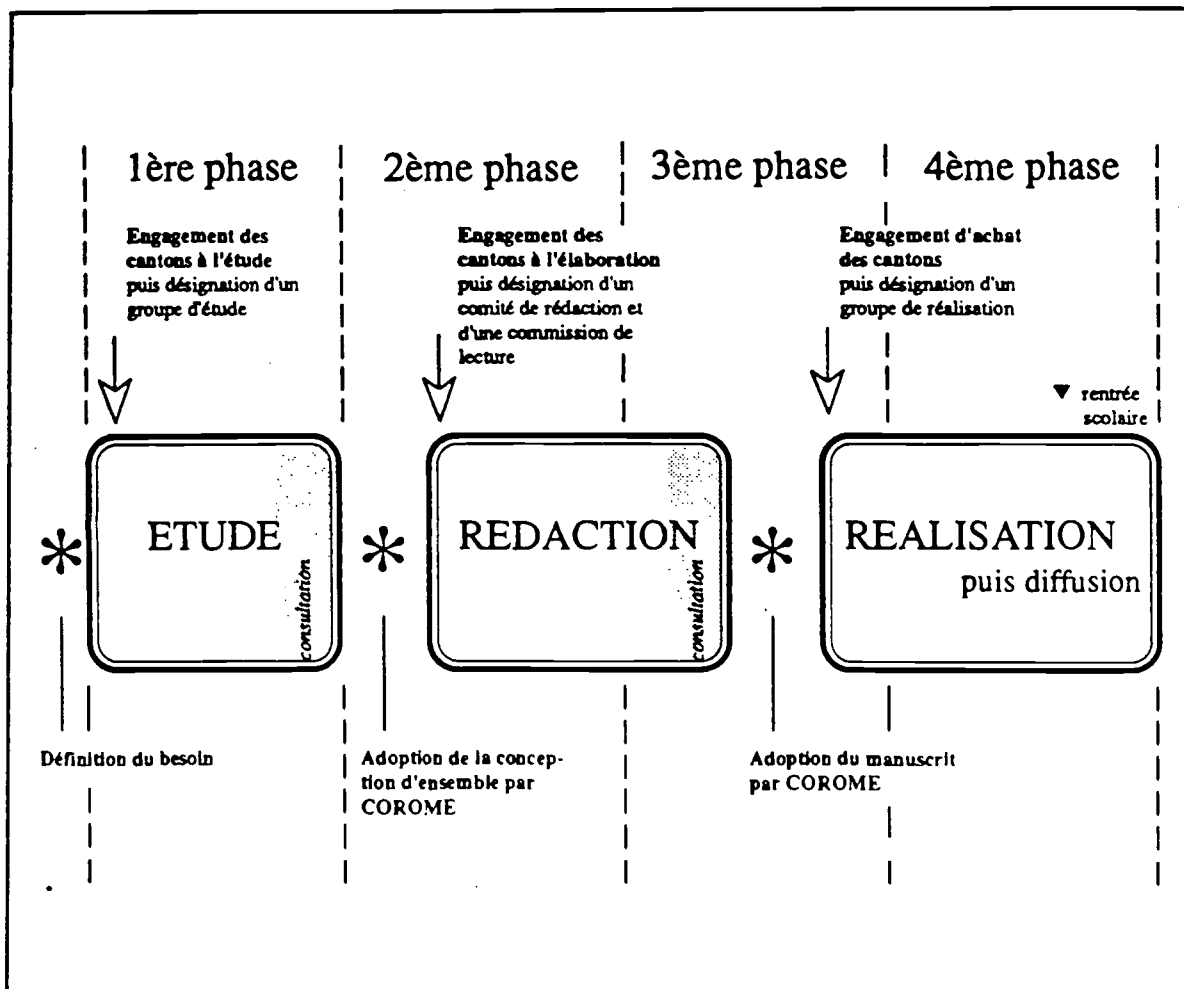 1ère phase
2ème phase
3ème phase
4ème phase
Engagement des
cantons à l'étude
puis désignation d'un
groupe d'étude
Engagement des
cantons à l'élaboration
puis désignation d'un
comité de rédaction et
d'une commission de
lecture
Engagement d'achat
des cantons
puis désignation d'un
groupe de réalisation
rentrée
scolaire
ETUDE
consultation
REDACTION
consultation
REALISATION
puis diffusion
Définition du besoin
Adoption de la concep-
tion d'ensemble par
COROME
Adoption du manuscrit
par COROME